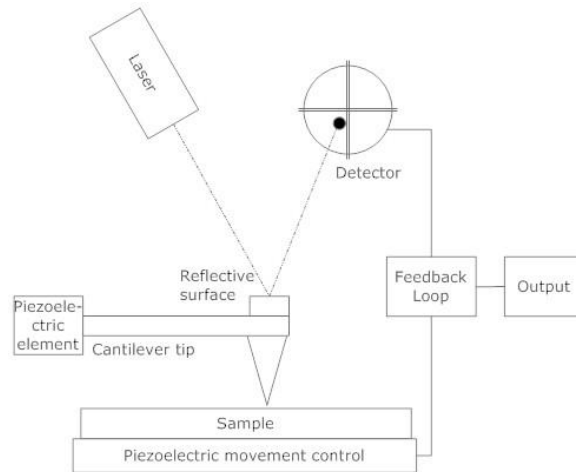 Laser
Detector
Reflective
surface
Piezoele-
ctric
element
Cantilever tip
Feedback
Loop
Output
Sample
Piezoelectric movement control